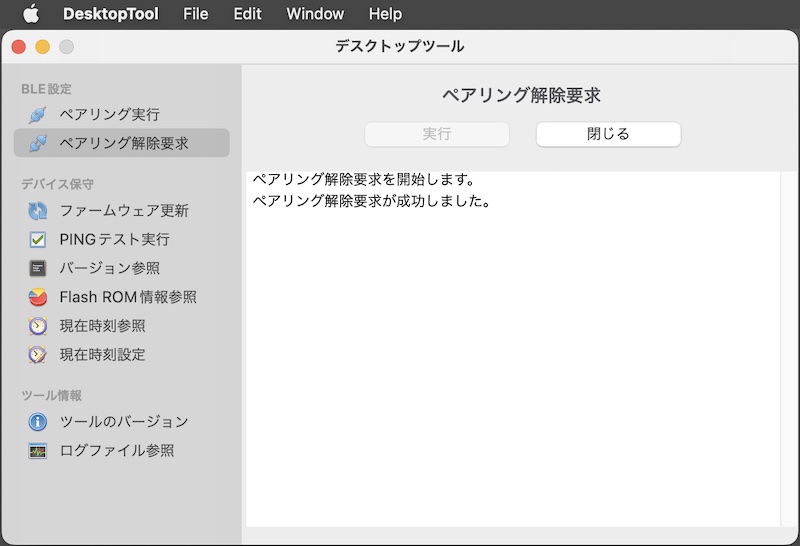 DesktopTool File Edit Window Help
デスクトップツール
BLE設定
ペアリング実行
ペアリング解除要求
デバイス保守
ファームウェア更新
PINGテスト実行
バージョン参照
Flash ROM情報参照
現在時刻参照
現在時刻設定
ツール情報
ツールのバージョン
ログファイル参照
ペアリング解除要求
実行 閉じる
ペアリング解除要求を開始します。
ペアリング解除要求が成功しました。